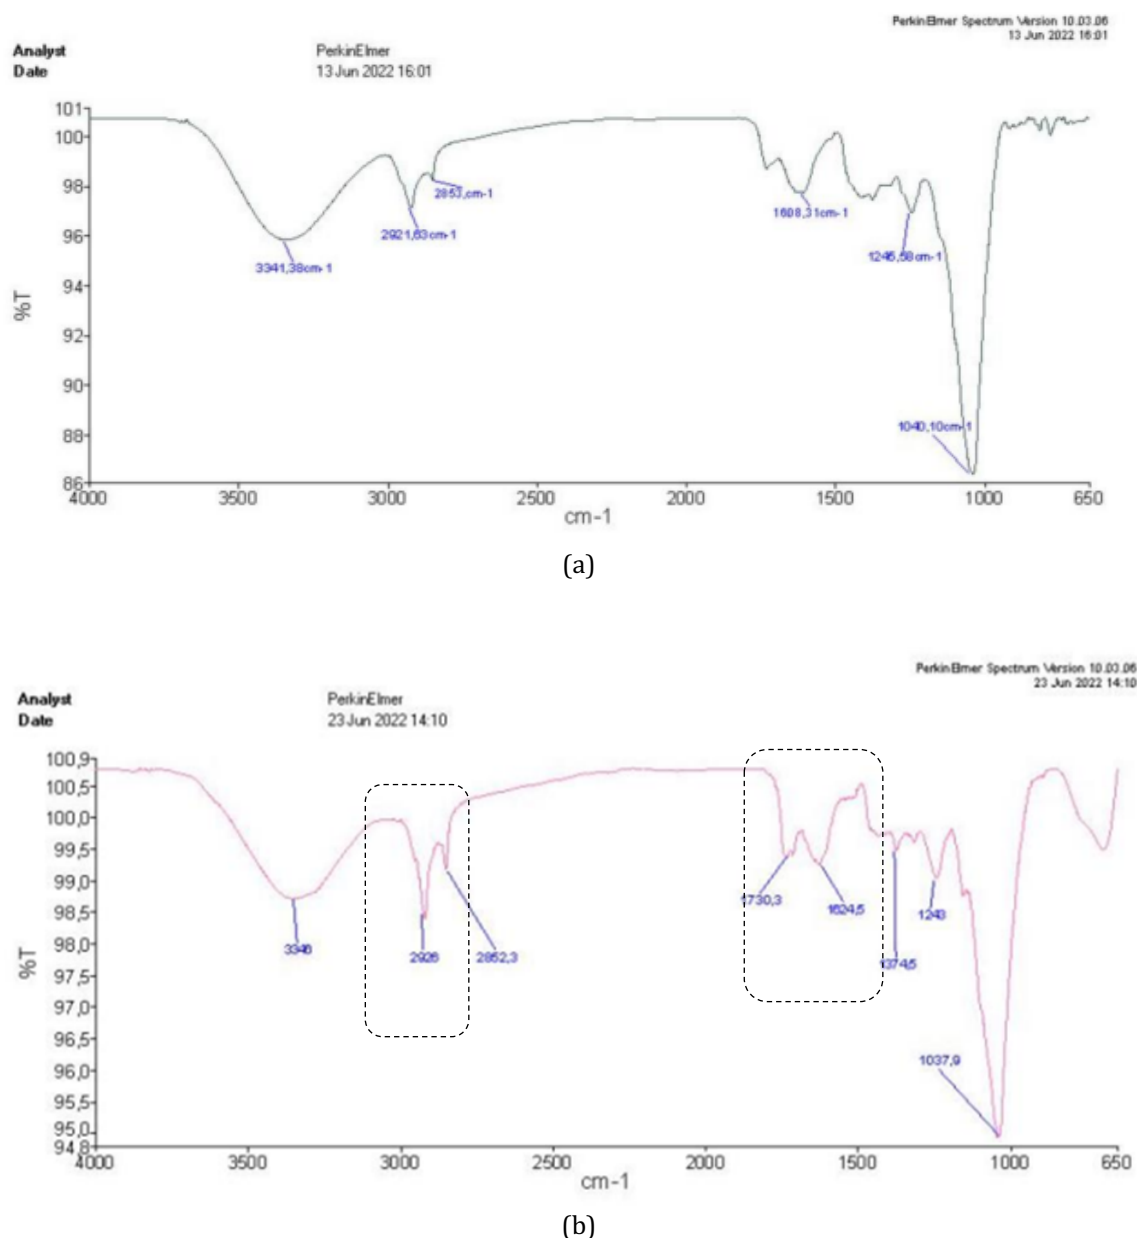 PerkinElmer Spectrum Version 10.03.06
13 Jun 2022 16:01
Analyst PerkinElmer
Date 13 Jun 2022 16:01
101
100
98
96
94
92
90
88
86
%T
2853,cm-1
2921,63cm-1
3341,38cm-1
1608,31cm-1
1245,58cm-1
1040,10cm-1
4000 3500 3000 2500 2000 1500 1000 650
cm-1
(a)
PerkinElmer Spectrum Version 10.03.06
23 Jun 2022 14:10
Analyst PerkinElmer
Date 23 Jun 2022 14:10
100,9
100,5
100,0
99,5
99,0
98,5
98,0
97,5
97,0
96,5
96,0
95,5
95,0
94,8
%T
3346
2926
2852,3
1730,3
1624,5
1374,5
1243
1037,9
4000 3500 3000 2500 2000 1500 1000 650
cm-1
(b)